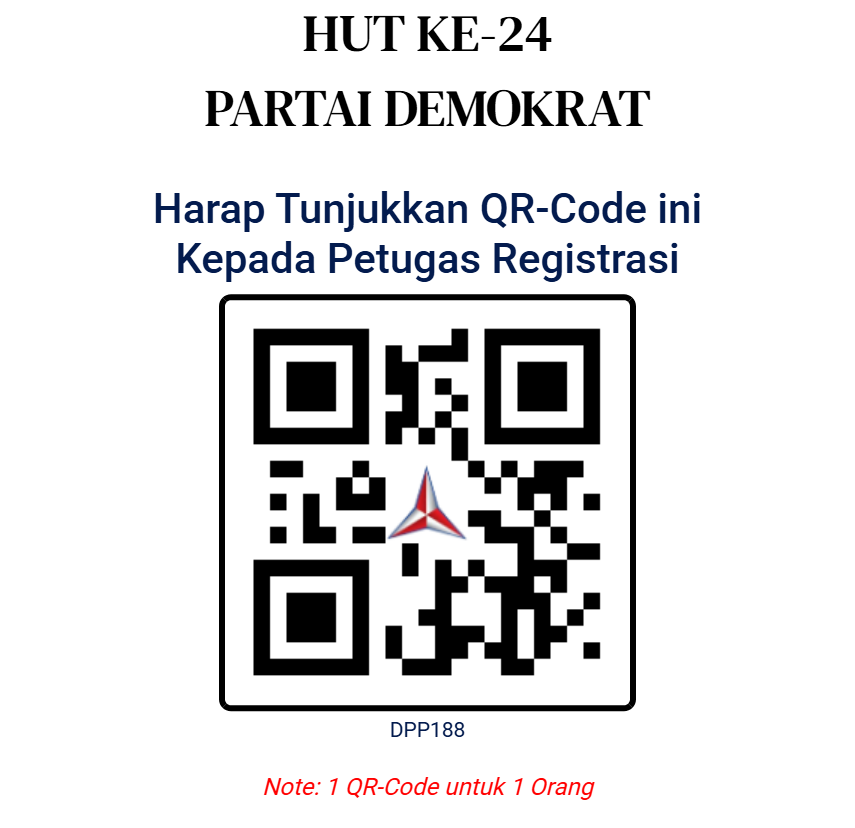 HUT KE-24
PARTAI DEMOKRAT
Harap Tunjukkan QR-Code ini
Kepada Petugas Registrasi
DPP188
Note: 1 QR-Code untuk 1 Orang